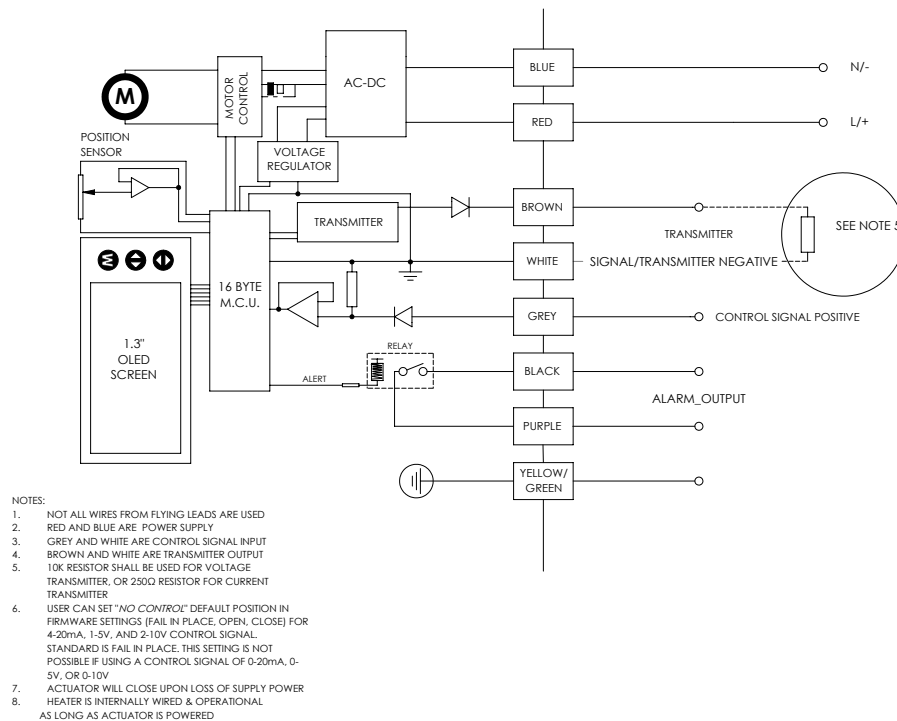 BLUE
N/-
AC-DC
M
MOTOR
CONTROL
RED
L/+
POSITION
SENSOR
VOLTAGE
REGULATOR
BROWN
TRANSMITTER
TRANSMITTER
SEE NOTE 5
WHITE
SIGNAL/TRANSMITTER NEGATIVE
16 BYTE
M.C.U.
GREY
CONTROL SIGNAL POSITIVE
1.3"
OLED
SCREEN
RELAY
BLACK
ALERT
ALARM_OUTPUT
PURPLE
YELLOW/
GREEN
NOTES:
1. NOT ALL WIRES FROM FLYING LEADS ARE USED
2. RED AND BLUE ARE POWER SUPPLY
3. GREY AND WHITE ARE CONTROL SIGNAL INPUT
4. BROWN AND WHITE ARE TRANSMITTER OUTPUT
5. 10K RESISTOR SHALL BE USED FOR VOLTAGE
TRANSMITTER, OR 250Ω RESISTOR FOR CURRENT
TRANSMITTER
6. USER CAN SET "NO CONTROL" DEFAULT POSITION IN
FIRMWARE SETTINGS (FAIL IN PLACE, OPEN, CLOSE) FOR
4-20mA, 1-5V, AND 2-10V CONTROL SIGNAL.
STANDARD IS FAIL IN PLACE. THIS SETTING IS NOT
POSSIBLE IF USING A CONTROL SIGNAL OF 0-20mA, 0-
5V, OR 0-10V
7. ACTUATOR WILL CLOSE UPON LOSS OF SUPPLY POWER
8. HEATER IS INTERNALLY WIRED & OPERATIONAL
AS LONG AS ACTUATOR IS POWERED